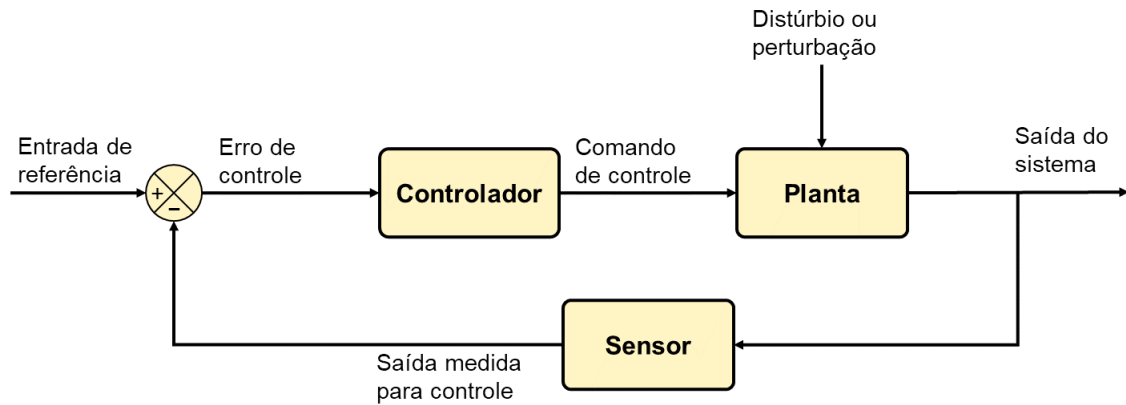 Distúrbio ou
perturbação
Entrada de
referência
+
−
Erro de
controle
Controlador
Comando
de controle
Planta
Saída do
sistema
Sensor
Saída medida
para controle